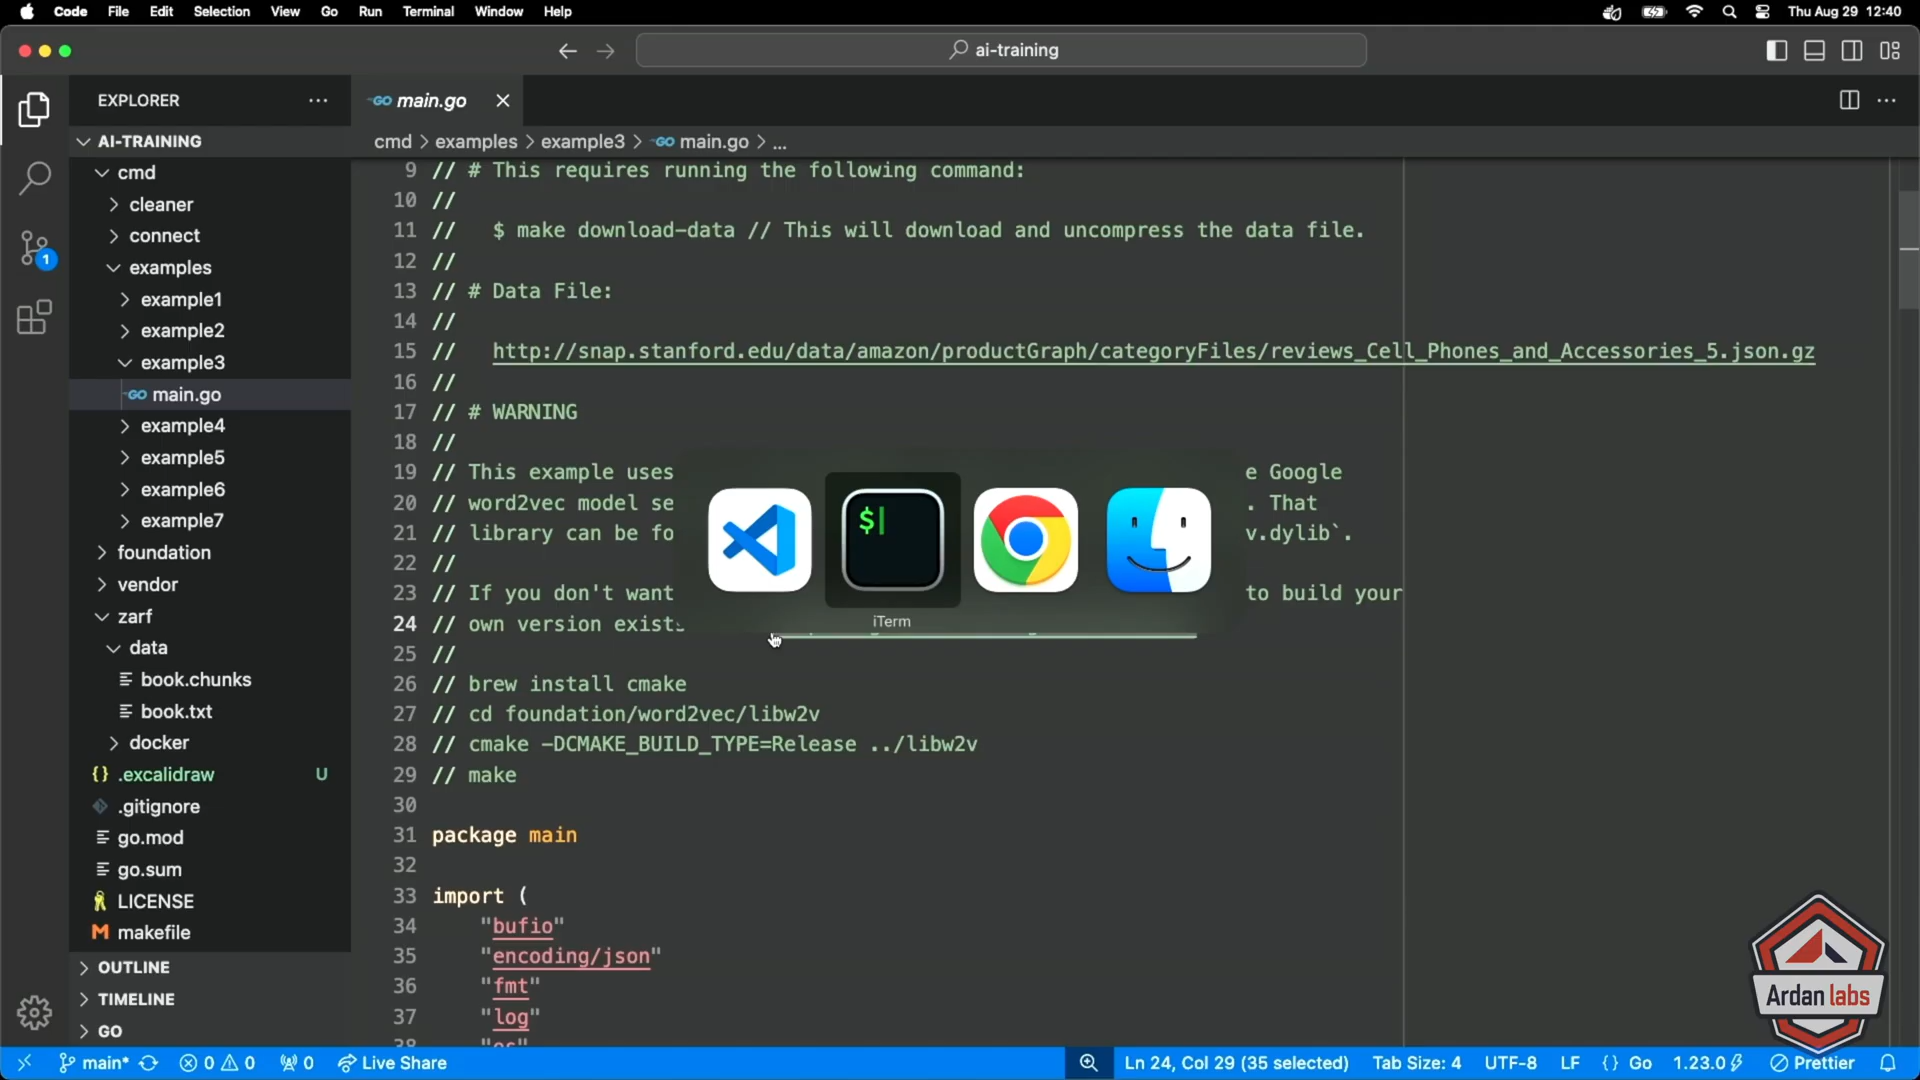 Code File Edit Selection View Go Run Terminal Window Help
Thu Aug 29 12:40
ai-training
EXPLORER
main.go
AI-TRAINING
cmd > examples > example3 > main.go > ...
cmd
cleaner
connect
examples
example1
example2
example3
main.go
example4
example5
example6
example7
foundation
vendor
zarf
data
book.chunks
book.txt
docker
.excalidraw U
.gitignore
go.mod
go.sum
LICENSE
makefile
OUTLINE
TIMELINE
GO
1
9 // # This requires running the following command:
10 //
11 // $ make download-data // This will download and uncompress the data file.
12 //
13 // # Data File:
14 //
15 // http://snap.stanford.edu/data/amazon/productGraph/categoryFiles/reviews_Cell_Phones_and_Accessories_5.json.gz
16 //
17 // # WARNING
18 //
19 // This example uses e Google
20 // word2vec model se . That
21 // library can be fo v.dylib`.
22 //
23 // If you don't want to build your
24 // own version exists
25 //
26 // brew install cmake
27 // cd foundation/word2vec/libw2v
28 // cmake -DCMAKE_BUILD_TYPE=Release ../libw2v
29 // make
30
31 package main
32
33 import (
34 "bufio"
35 "encoding/json"
36 "fmt"
37 "log"
38 "os"
$
iTerm
Ardan labs
main* 0 0 0 Live Share
Ln 24, Col 29 (35 selected) Tab Size: 4 UTF-8 LF {} Go 1.23.0 Prettier